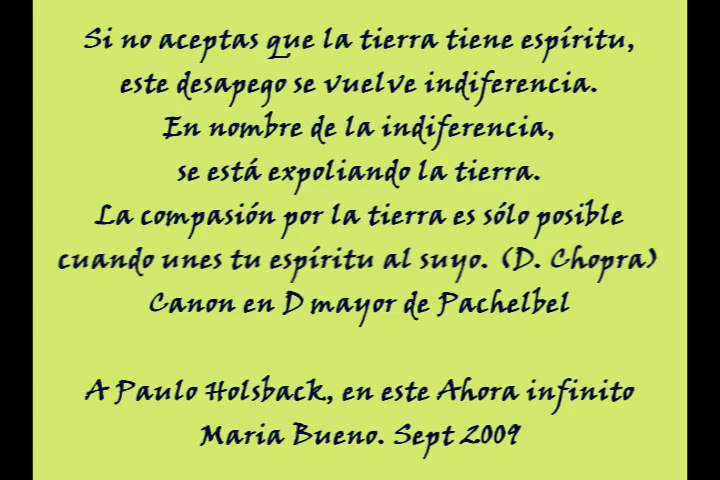 Si no aceptas que la tierra tiene espíritu,
este desapego se vuelve indiferencia.
En nombre de la indiferencia,
se está expoliando la tierra.
La compasión por la tierra es sólo posible
cuando unes tu espíritu al suyo. (D. Chopra)
Canon en D mayor de Pachelbel
A Paulo Holsback, en este Ahora infinito
Maria Bueno. Sept 2009